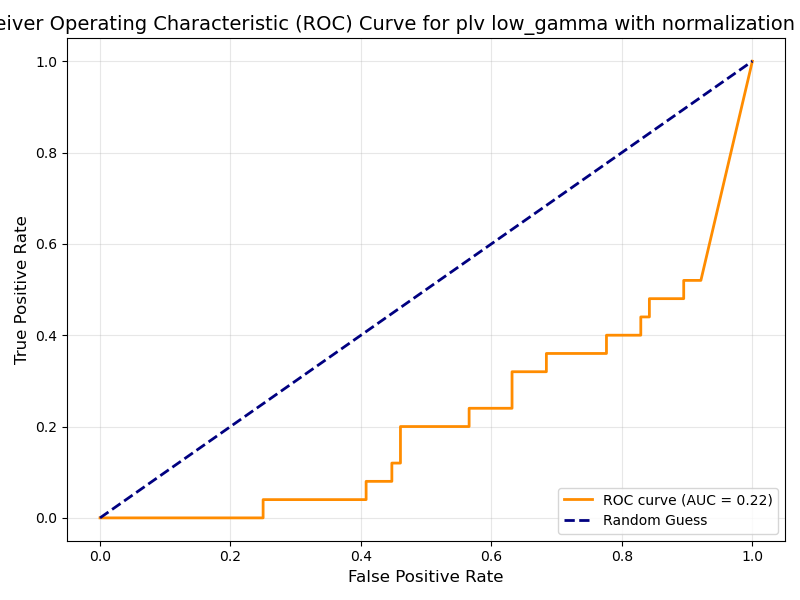 eiver Operating Characteristic (ROC) Curve for plv low_gamma with normalization
1.0
0.8
0.6
0.4
0.2
0.0
True Positive Rate
0.0 0.2 0.4 0.6 0.8 1.0
False Positive Rate
ROC curve (AUC = 0.22)
Random Guess